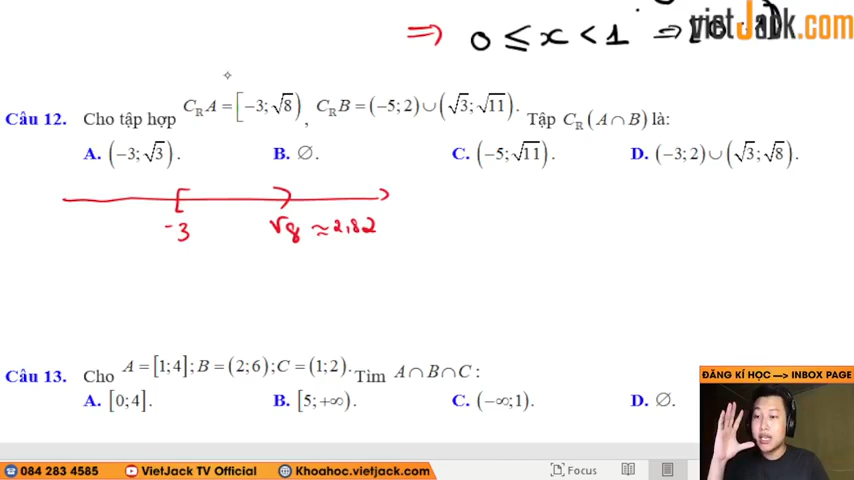 vietJack.com
⇒ 0 ≤ x < 1 ⇒ [0
Câu 12. Cho tập hợp C_ℝA = [-3; √8), C_ℝB = (-5; 2) ∪ (√3; √11). Tập C_ℝ(A ∩ B) là:
A. (-3; √3). B. ∅. C. (-5; √11). D. (-3; 2) ∪ (√3; √8).
-3 √8 ≈ 2,82
Câu 13. Cho A = [1; 4]; B = (2; 6); C = (1; 2). Tìm A ∩ B ∩ C :
A. [0; 4]. B. [5; +∞). C. (-∞; 1). D. ∅.
ĐĂNG KÍ HỌC —> INBOX PAGE
084 283 4585 VietJack TV Official Khoahoc.vietjack.com Focus